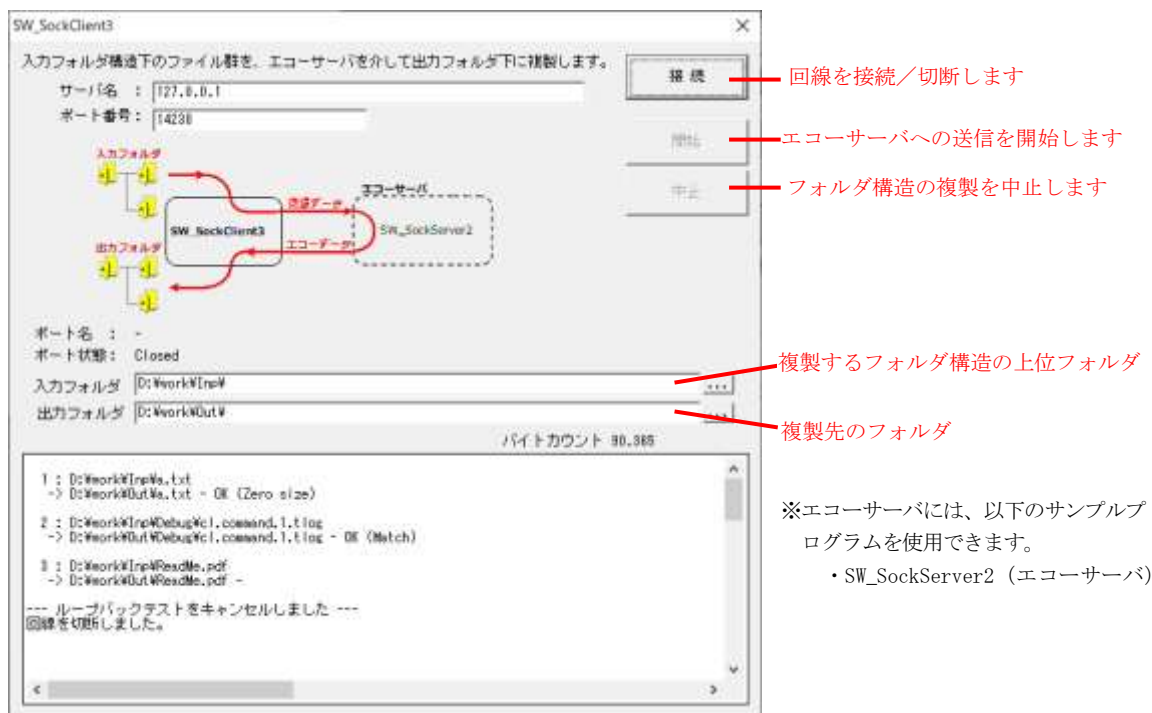 SW_SockClient3
入力フォルダ構造下のファイル群を、エコーサーバを介して出力フォルダ下に複製します。
サーバ名 : 127.0.0.1
ポート番号: 14238
接 続
開始
中止
回線を接続／切断します
エコーサーバへの送信を開始します
フォルダ構造の複製を中止します
入力フォルダ
エコーサーバ
送信データ
SW_SockClient3
SW_SockServer2
エコーデータ
出力フォルダ
ポート名 : -
ポート状態: Closed
入力フォルダ D:¥work¥Inp¥ ...
出力フォルダ D:¥work¥Out¥ ...
複製するフォルダ構造の上位フォルダ
複製先のフォルダ
バイトカウント 90,385
1 : D:¥work¥Inp¥a.txt
-> D:¥work¥Out¥a.txt - OK (Zero size)
2 : D:¥work¥Inp¥Debug¥cl.command.1.tlog
-> D:¥work¥Out¥Debug¥cl.command.1.tlog - OK (Match)
3 : D:¥work¥Inp¥ReadMe.pdf
-> D:¥work¥Out¥ReadMe.pdf -
--- ループバックテストをキャンセルしました ---
回線を切断しました。
※エコーサーバには、以下のサンプルプ
ログラムを使用できます。
・SW_SockServer2（エコーサーバ）